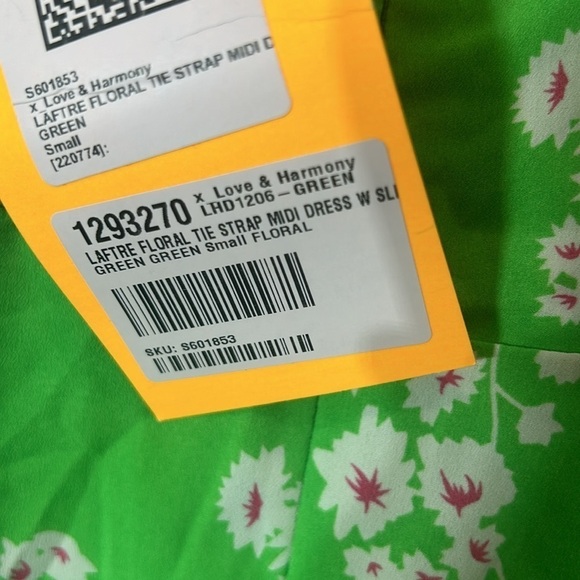 S601853
x Love & Harmony
LAFTRE FLORAL TIE STRAP MIDI D
GREEN
Small
[220774]:
1293270 x Love & Harmony
LHD1206 - GREEN
LAFTRE FLORAL TIE STRAP MIDI DRESS W SLI
GREEN GREEN Small FLORAL
SKU: S601853